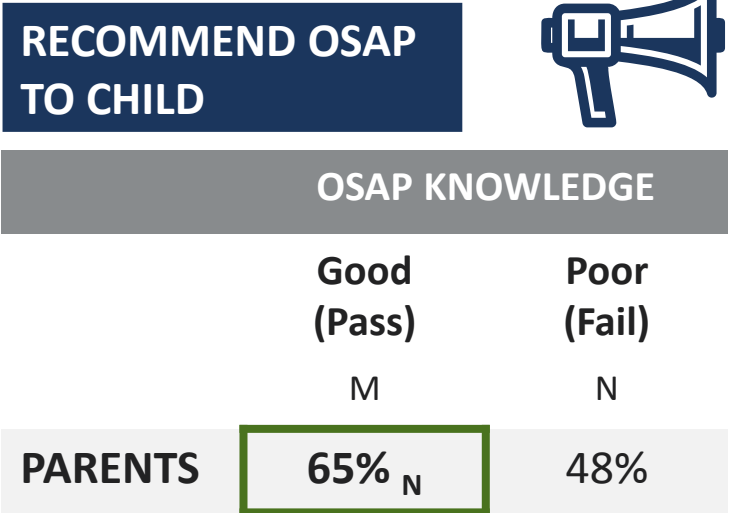 RECOMMEND OSAP
TO CHILD
OSAP KNOWLEDGE
Good Poor
(Pass) (Fail)
M N
PARENTS 65% N 48%